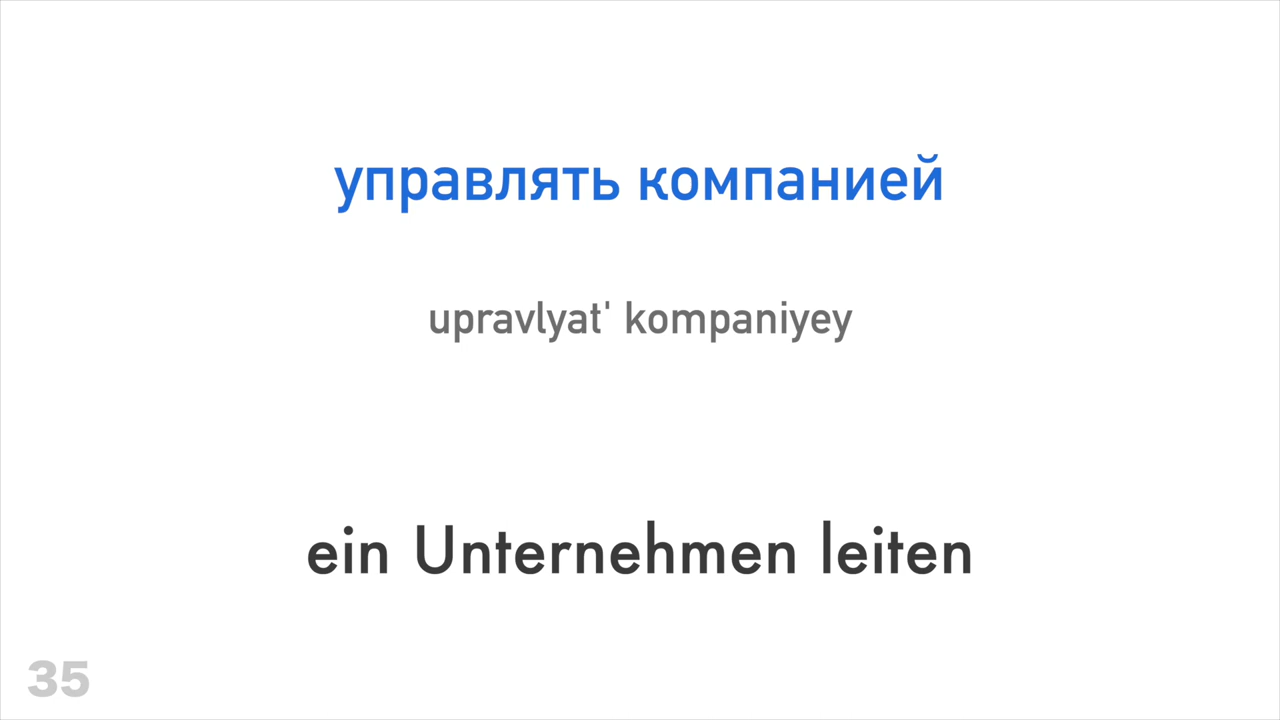 управлять компанией
upravlyat' kompaniyey
ein Unternehmen leiten
35